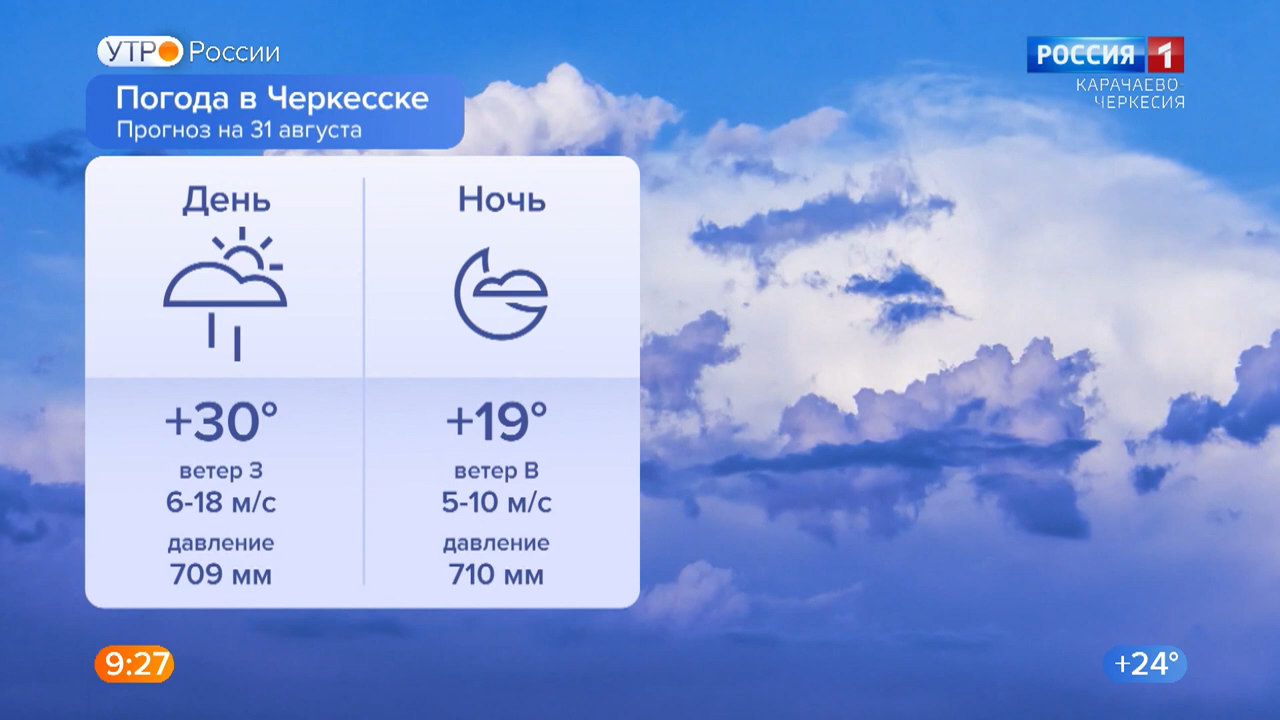 УТРО России
РОССИЯ 1
КАРАЧАЕВО-
ЧЕРКЕСИЯ
Погода в Черкесске
Прогноз на 31 августа
День
+30°
ветер З
6-18 м/с
давление
709 мм
Ночь
+19°
ветер В
5-10 м/с
давление
710 мм
9:27
+24°